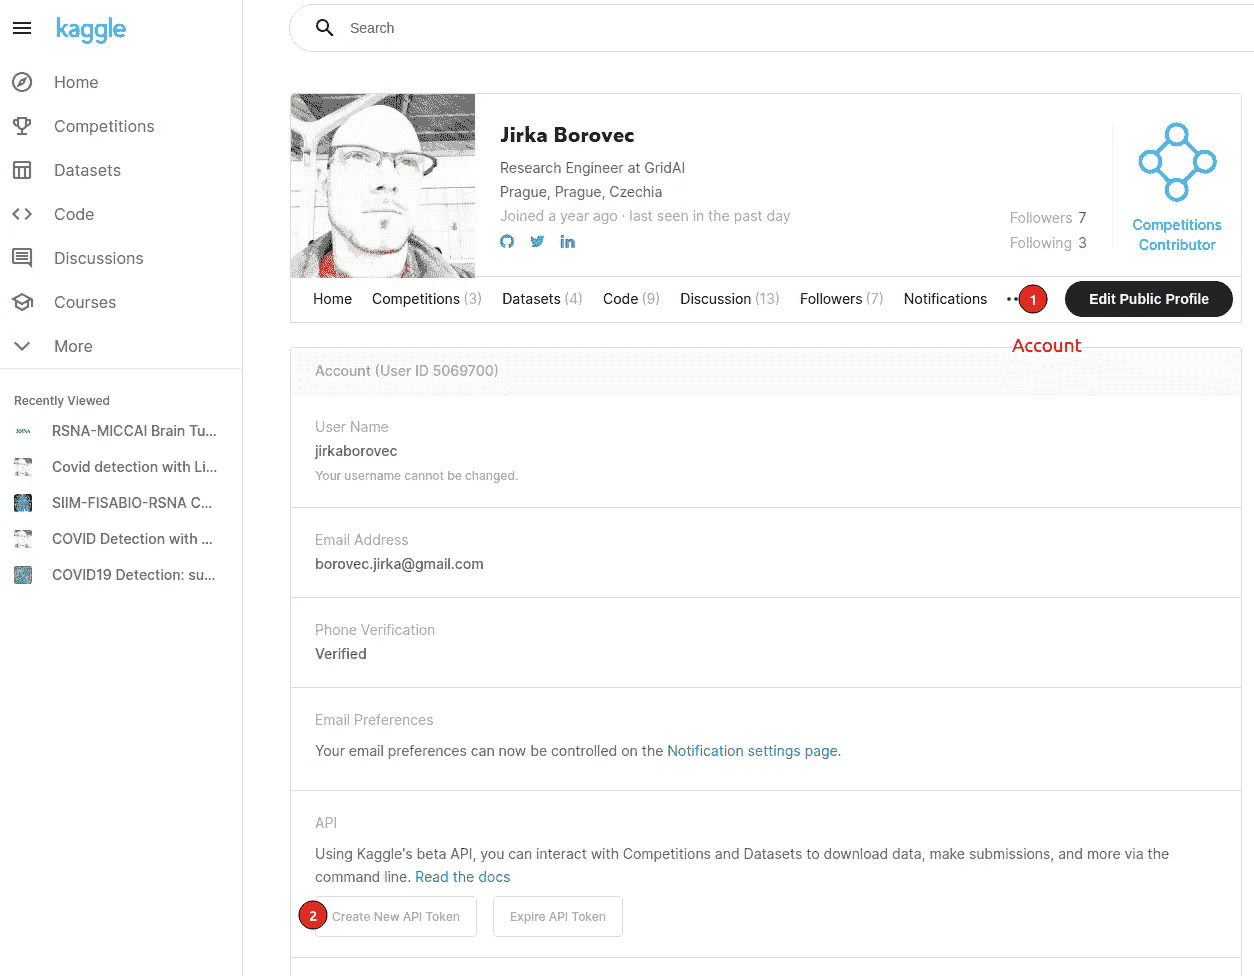 kaggle
Search
Home
Competitions
Datasets
Code
Discussions
Courses
More
Recently Viewed
RSNA RSNA-MICCAI Brain Tu...
Covid detection with Li...
SIIM-FISABIO-RSNA C...
COVID Detection with ...
COVID19 Detection: su...
Jirka Borovec
Research Engineer at GridAI
Prague, Prague, Czechia
Joined a year ago · last seen in the past day
Followers 7
Following 3
Competitions
Contributor
Home Competitions (3) Datasets (4) Code (9) Discussion (13) Followers (7) Notifications 1 Edit Public Profile
Account
Account (User ID 5069700)
User Name
jirkaborovec
Your username cannot be changed.
Email Address
borovec.jirka@gmail.com
Phone Verification
Verified
Email Preferences
Your email preferences can now be controlled on the Notification settings page.
API
Using Kaggle's beta API, you can interact with Competitions and Datasets to download data, make submissions, and more via the
command line. Read the docs
2 Create New API Token Expire API Token